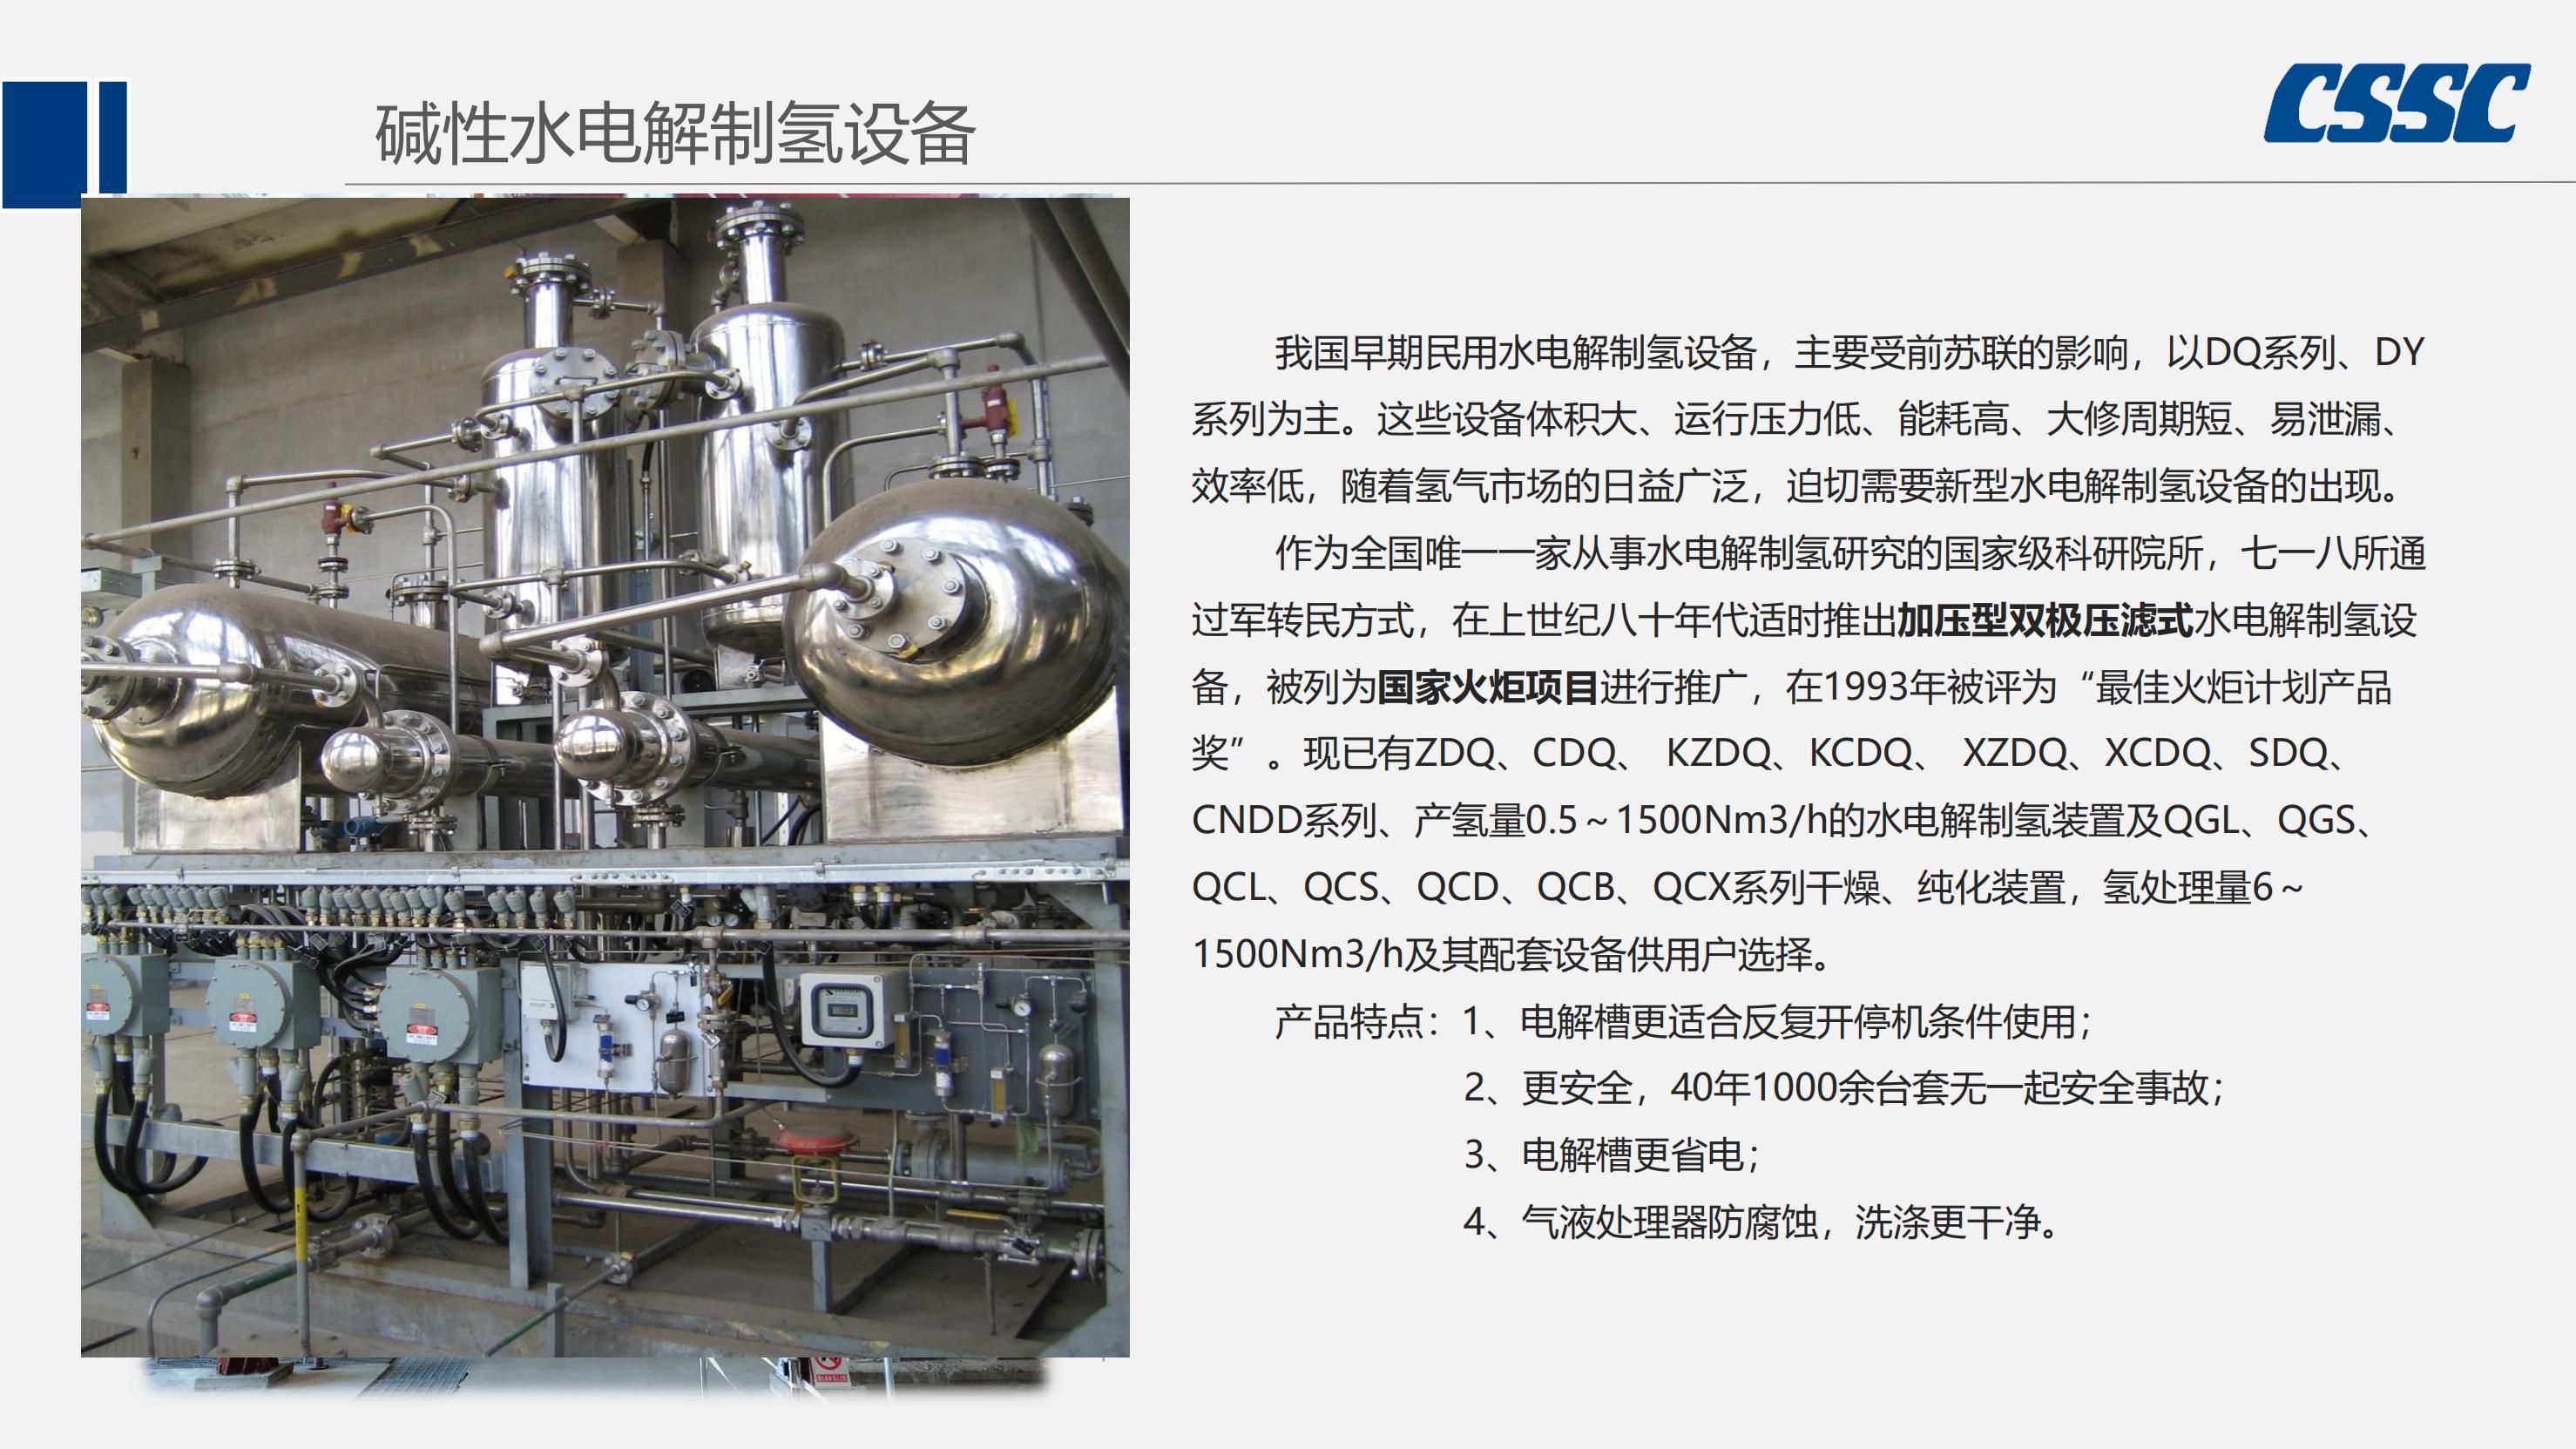 碱性水电解制氢设备
CSSC
我国早期民用水电解制氢设备，主要受前苏联的影响，以DQ系列、DY
系列为主。这些设备体积大、运行压力低、能耗高、大修周期短、易泄漏、
效率低，随着氢气市场的日益广泛，迫切需要新型水电解制氢设备的出现。
作为全国唯一一家从事水电解制氢研究的国家级科研院所，七一八所通
过军转民方式，在上世纪八十年代适时推出加压型双极压滤式水电解制氢设
备，被列为国家火炬项目进行推广，在1993年被评为“最佳火炬计划产品
奖”。现已有ZDQ、CDQ、 KZDQ、KCDQ、 XZDQ、XCDQ、SDQ、
CNDD系列、产氢量0.5～1500Nm3/h的水电解制氢装置及QGL、QGS、
QCL、QCS、QCD、QCB、QCX系列干燥、纯化装置，氢处理量6～
1500Nm3/h及其配套设备供用户选择。
产品特点：1、电解槽更适合反复开停机条件使用；
2、更安全，40年1000余台套无一起安全事故；
3、电解槽更省电；
4、气液处理器防腐蚀，洗涤更干净。